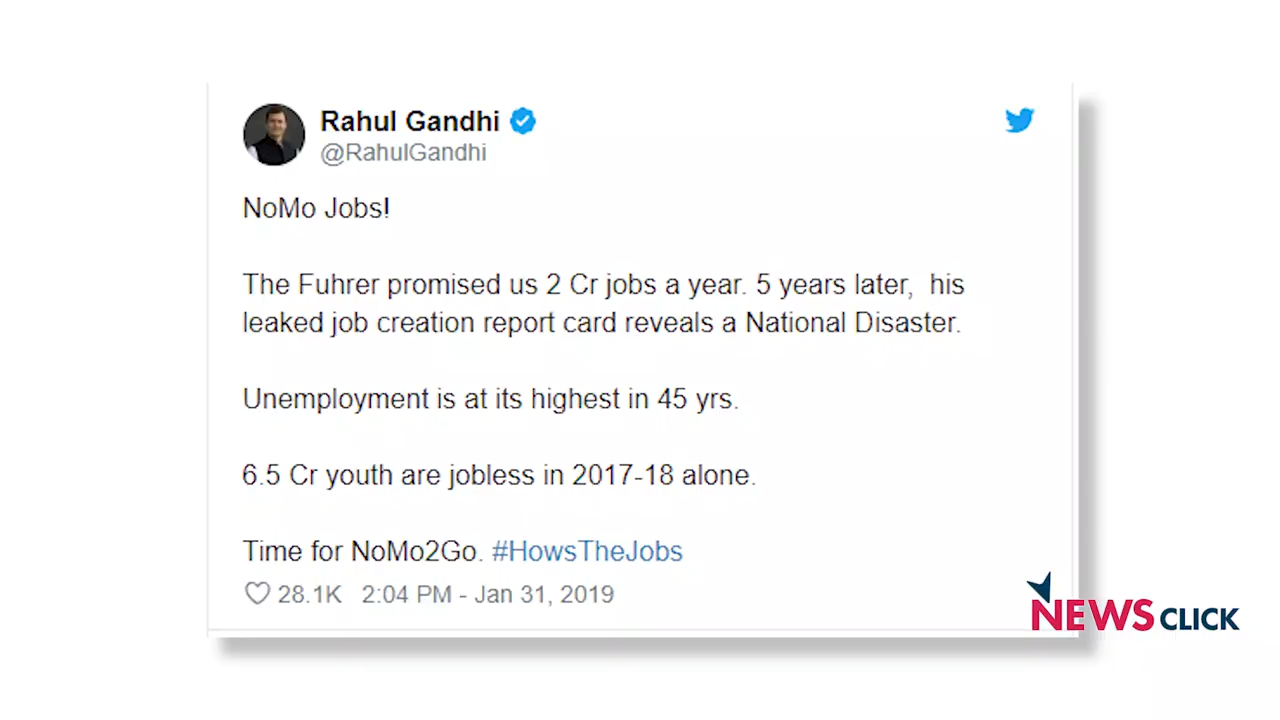 Rahul Gandhi
@RahulGandhi
NoMo Jobs!
The Fuhrer promised us 2 Cr jobs a year. 5 years later,  his
leaked job creation report card reveals a National Disaster.
Unemployment is at its highest in 45 yrs.
6.5 Cr youth are jobless in 2017-18 alone.
Time for NoMo2Go. #HowsTheJobs
28.1K 2:04 PM - Jan 31, 2019
NEWSCLICK